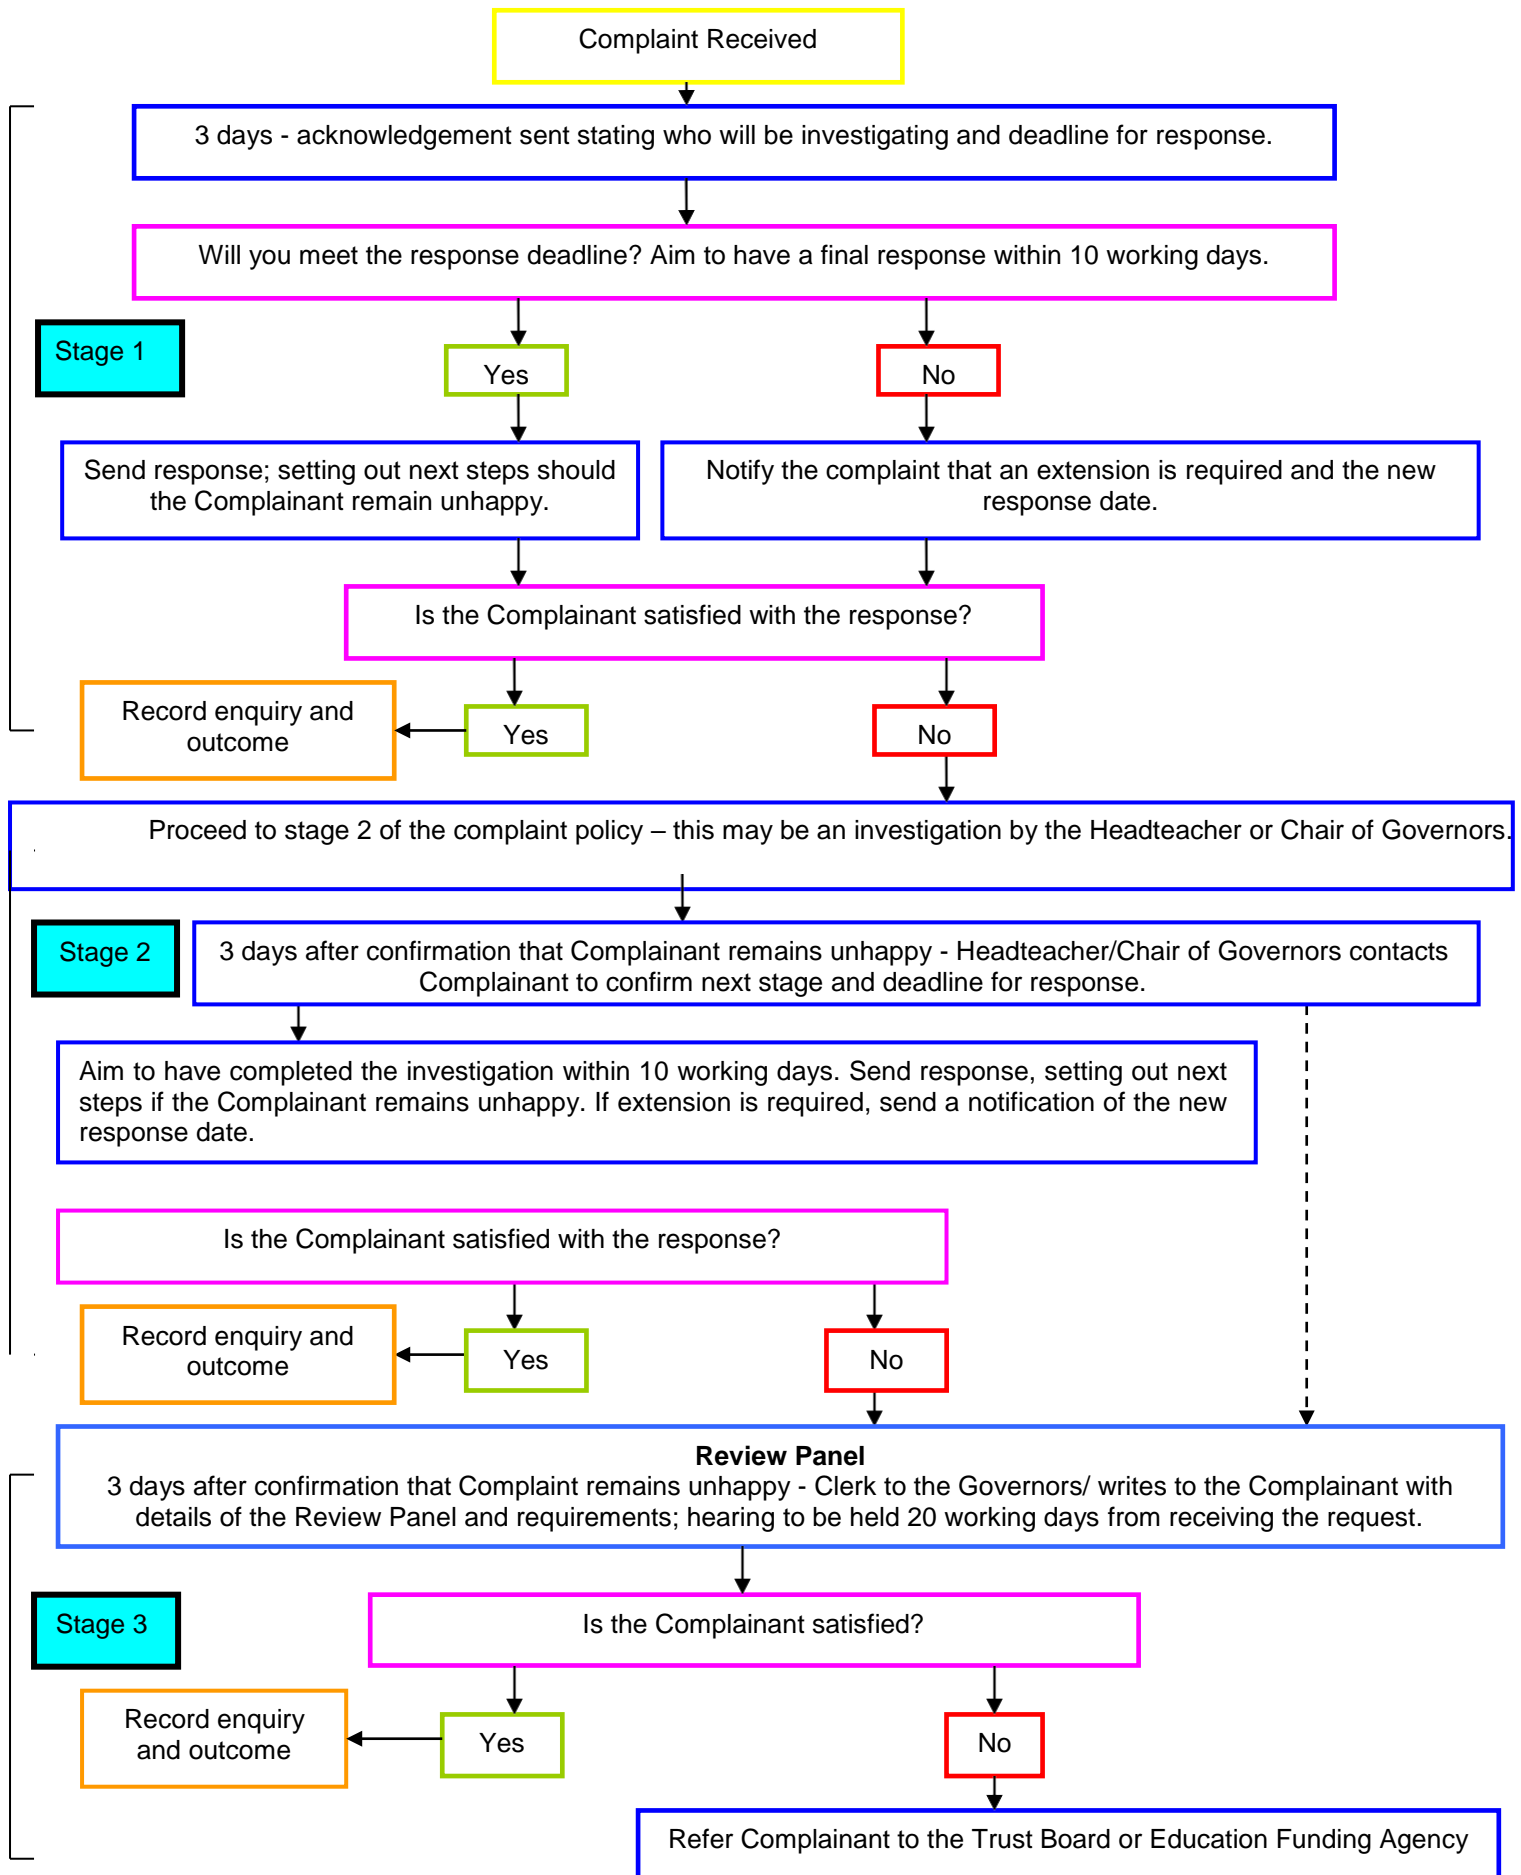 Complaint Received
3 days - acknowledgement sent stating who will be investigating and deadline for response.
Will you meet the response deadline? Aim to have a final response within 10 working days.
Stage 1
Yes
No
Send response; setting out next steps should
the Complainant remain unhappy.
Notify the complaint that an extension is required and the new
response date.
Is the Complainant satisfied with the response?
Record enquiry and
outcome
Yes
No
Proceed to stage 2 of the complaint policy – this may be an investigation by the Headteacher or Chair of Governors.
Stage 2
3 days after confirmation that Complainant remains unhappy - Headteacher/Chair of Governors contacts
Complainant to confirm next stage and deadline for response.
Aim to have completed the investigation within 10 working days. Send response, setting out next
steps if the Complainant remains unhappy. If extension is required, send a notification of the new
response date.
Is the Complainant satisfied with the response?
Record enquiry and
outcome
Yes
No
Review Panel
3 days after confirmation that Complaint remains unhappy - Clerk to the Governors/ writes to the Complainant with
details of the Review Panel and requirements; hearing to be held 20 working days from receiving the request.
Stage 3
Is the Complainant satisfied?
Record enquiry
and outcome
Yes
No
Refer Complainant to the Trust Board or Education Funding Agency